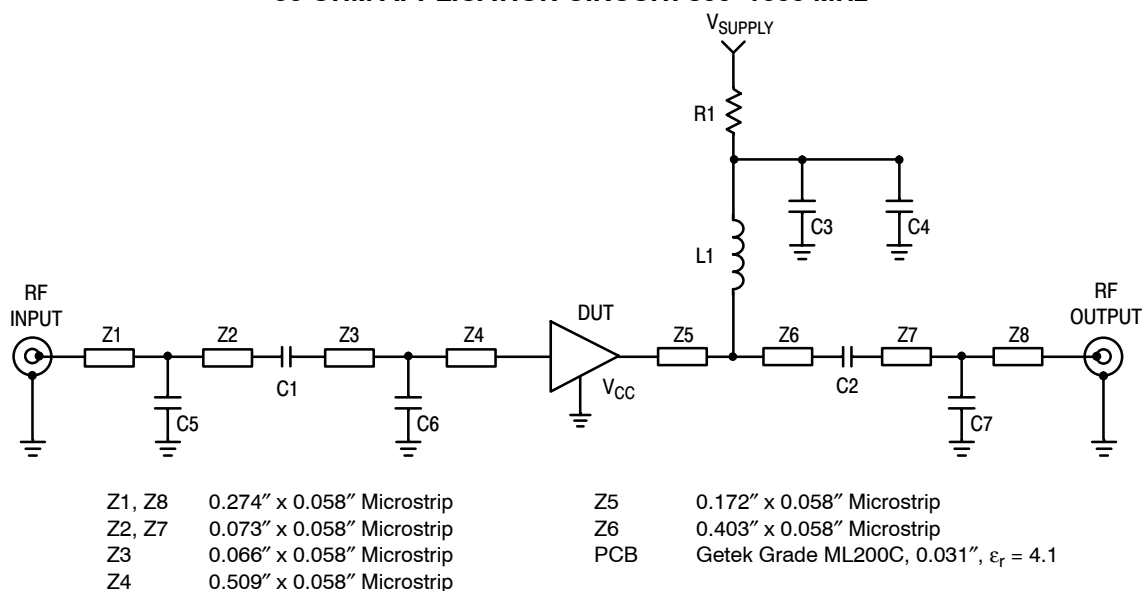 V_SUPPLY
R1
C3
C4
L1
RF
INPUT
RF
OUTPUT
DUT
Z1
Z2
Z3
Z4
Z5
Z6
Z7
Z8
C1
C2
V_CC
C5
C6
C7
Z1, Z8 0.274″ x 0.058″ Microstrip
Z2, Z7 0.073″ x 0.058″ Microstrip
Z3 0.066″ x 0.058″ Microstrip
Z4 0.509″ x 0.058″ Microstrip
Z5 0.172″ x 0.058″ Microstrip
Z6 0.403″ x 0.058″ Microstrip
PCB Getek Grade ML200C, 0.031″, ε_r = 4.1